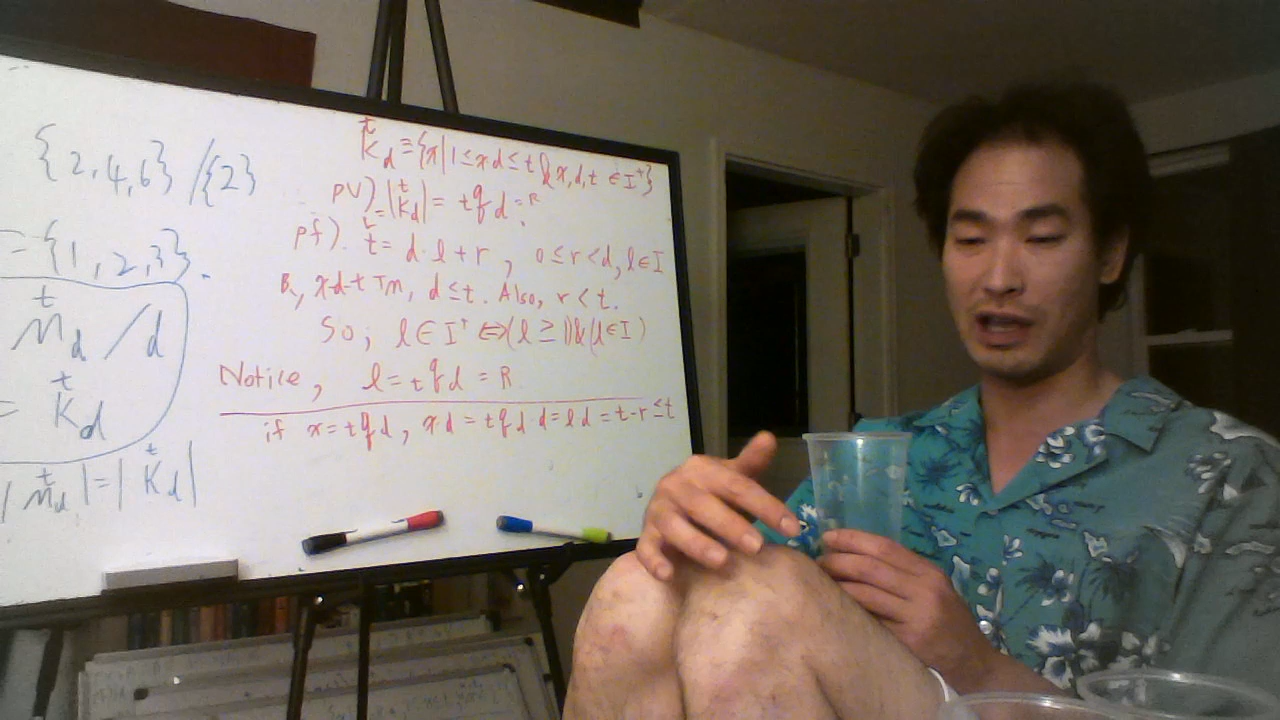 {2,4,6} /{2}
= {1,2,3}.
t
M_d / d
t
= K_d
t t
| M_d | = | K_d |
t
K_d ≡ {x | 1 ≤ xd ≤ t & x,d,t ∈ I⁺}
t
pv) |K_d| = t q d = R
pf). t = d·l + r, 0 ≤ r < d, l ∈ I
d ≤ t. Also, r < t.
So; l ∈ I⁺ ⇔ (l ≥ 1) & (l ∈ I)
Notice, l = t q d = R
if x = t q d, x·d = t q d·d = l d = t-r ≤ t